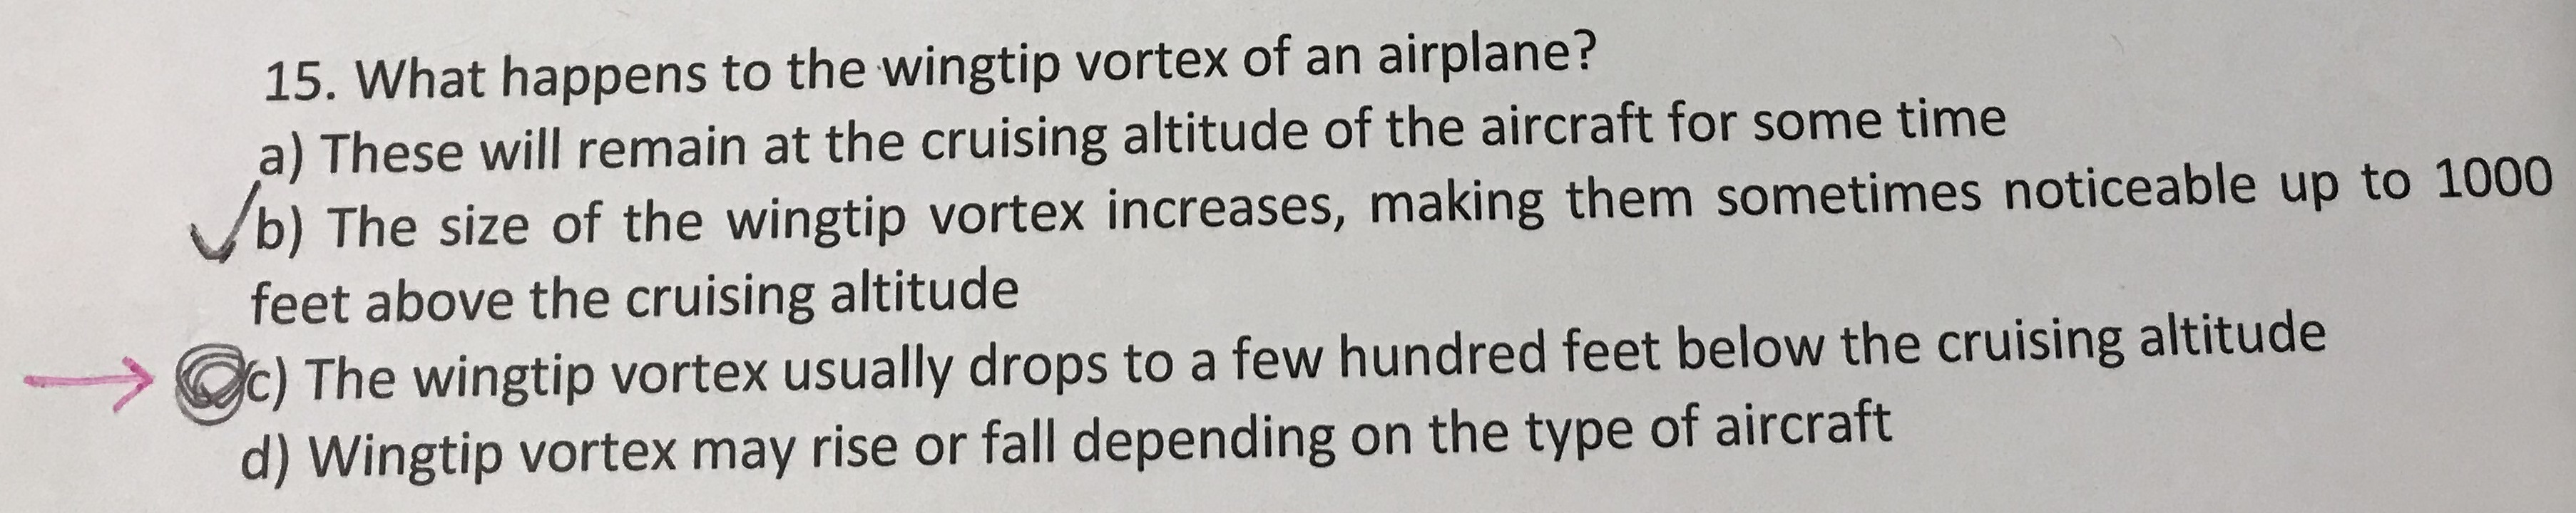 15. What happens to the wingtip vortex of an airplane?
a) These will remain at the cruising altitude of the aircraft for some time
b) The size of the wingtip vortex increases, making them sometimes noticeable up to 1000
feet above the cruising altitude
c) The wingtip vortex usually drops to a few hundred feet below the cruising altitude
d) Wingtip vortex may rise or fall depending on the type of aircraft